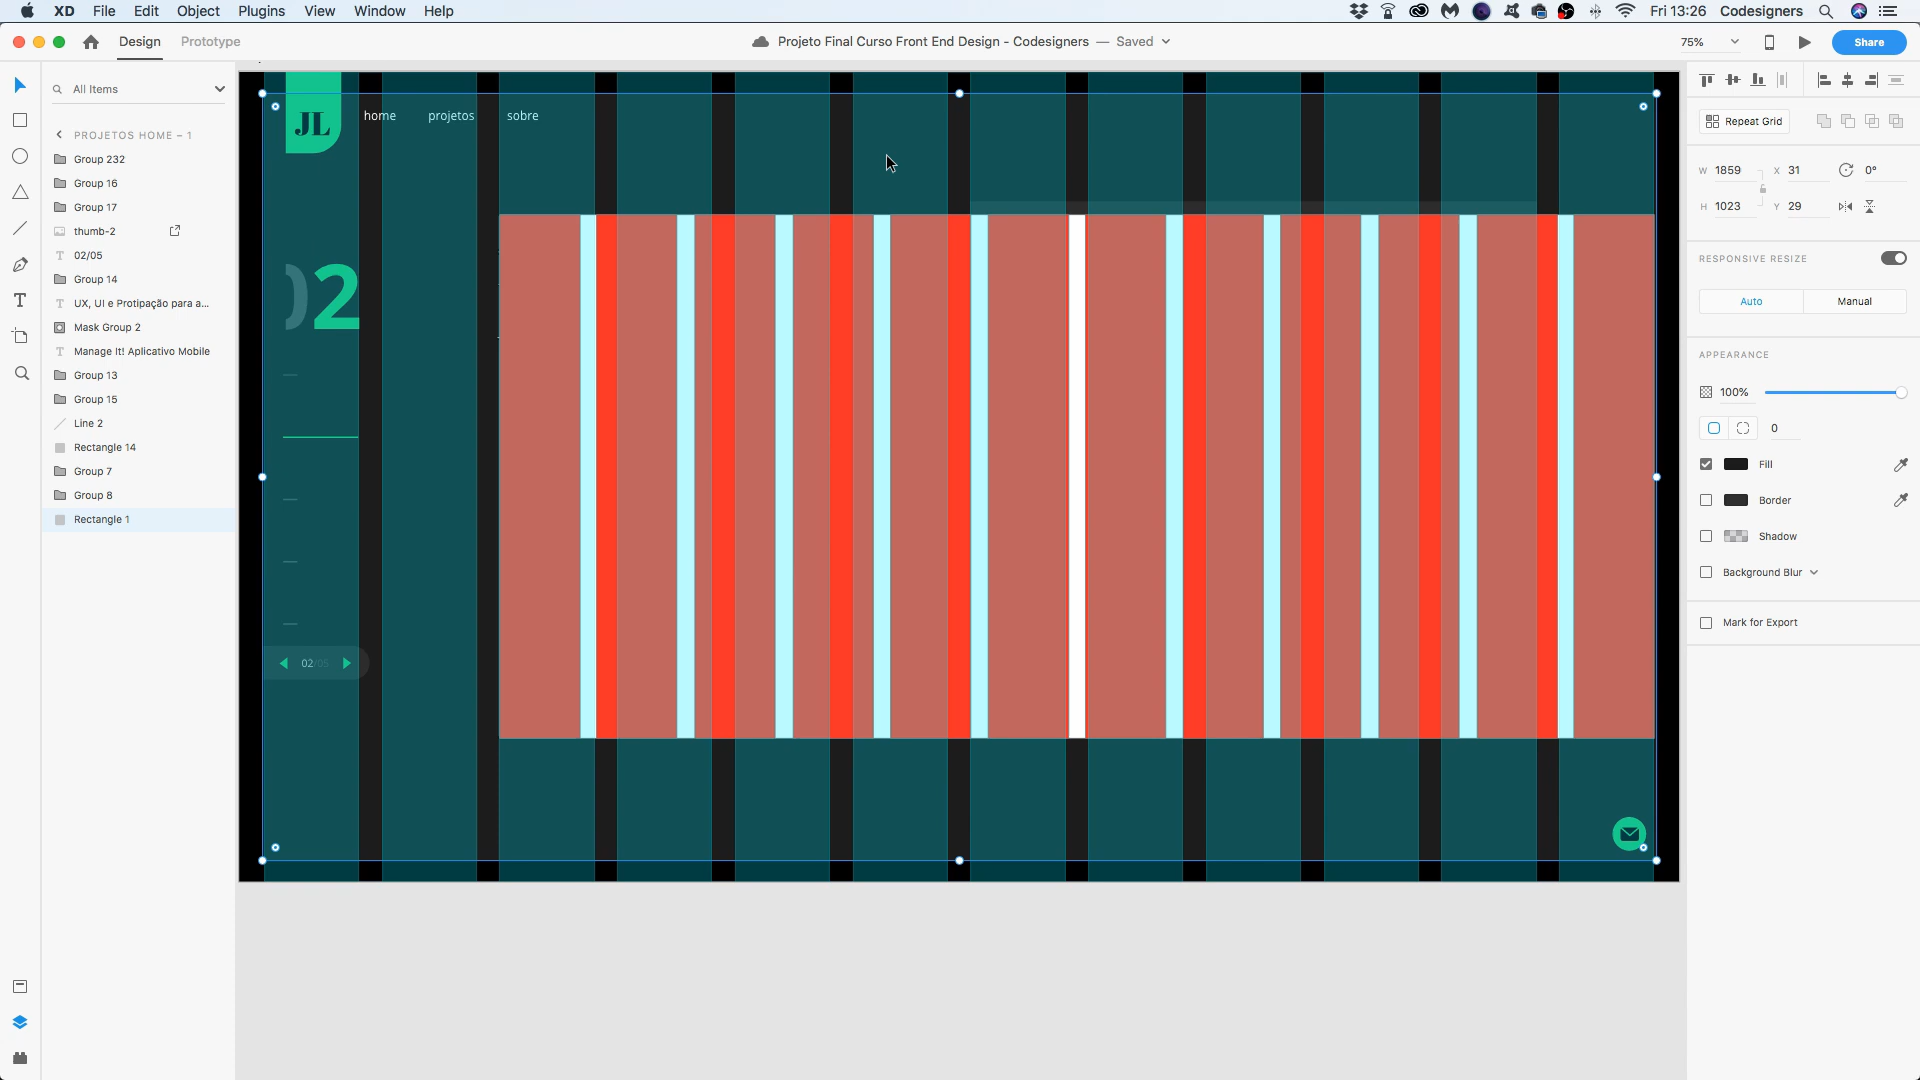 XD File Edit Object Plugins View Window Help Fri 13:26 Codesigners
Design Prototype Projeto Final Curso Front End Design - Codesigners — Saved 75% Share
All Items
PROJETOS HOME – 1
Group 232
Group 16
Group 17
thumb-2
02/05
Group 14
UX, UI e Protipação para a...
Mask Group 2
Manage It! Aplicativo Mobile
Group 13
Group 15
Line 2
Rectangle 14
Group 7
Group 8
Rectangle 1
JL home projetos sobre
02
02/05
Repeat Grid
W 1859 X 31 0°
H 1023 Y 29
RESPONSIVE RESIZE
Auto Manual
APPEARANCE
100%
0
Fill
Border
Shadow
Background Blur
Mark for Export